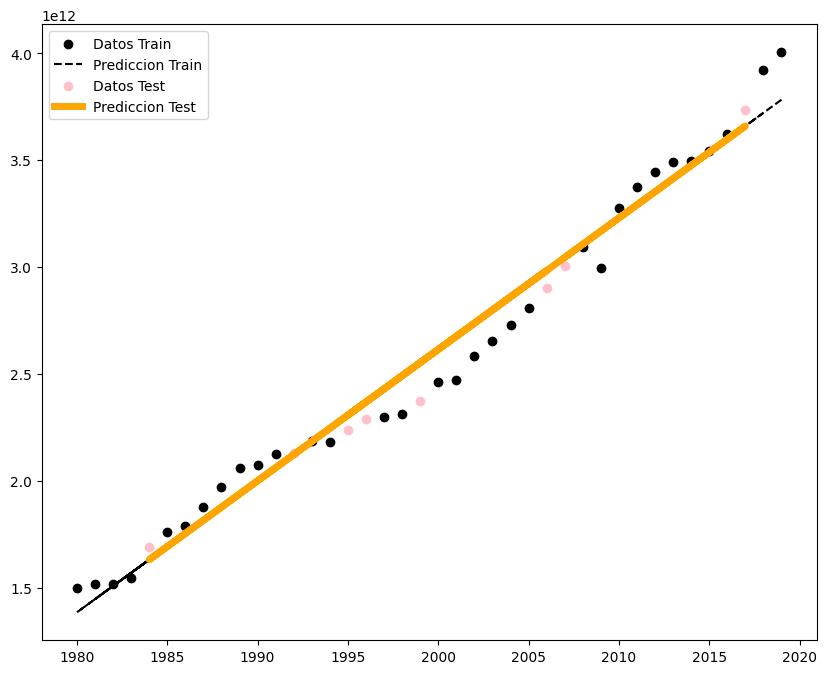 1e12
Datos Train
Prediccion Train
Datos Test
Prediccion Test
4.0
3.5
3.0
2.5
2.0
1.5
1980 1985 1990 1995 2000 2005 2010 2015 2020